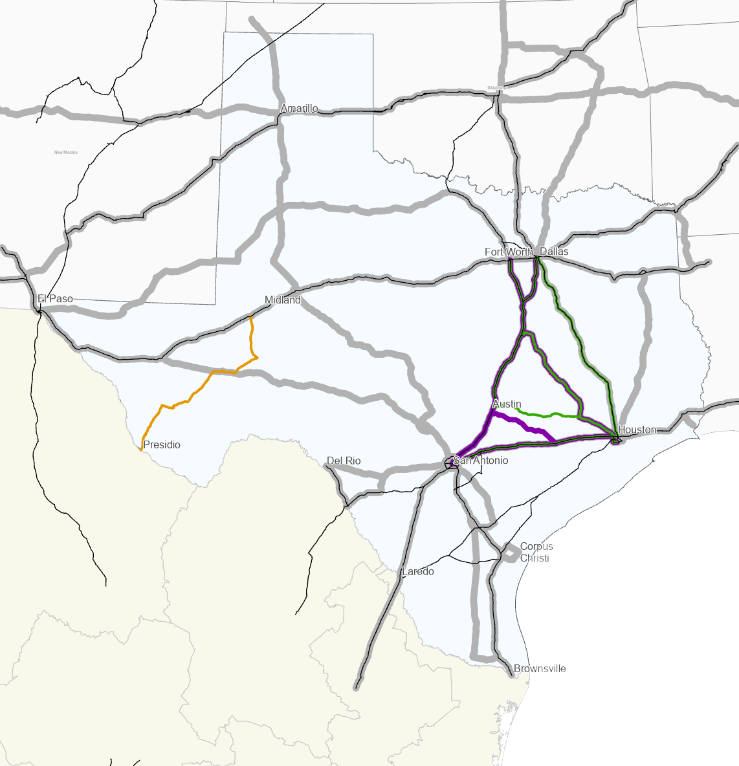 Amarillo
New Mexico
Fort Worth
Dallas
El Paso
Midland
Austin
Houston
Presidio
Del Rio
San Antonio
Corpus
Christi
Laredo
Brownsville